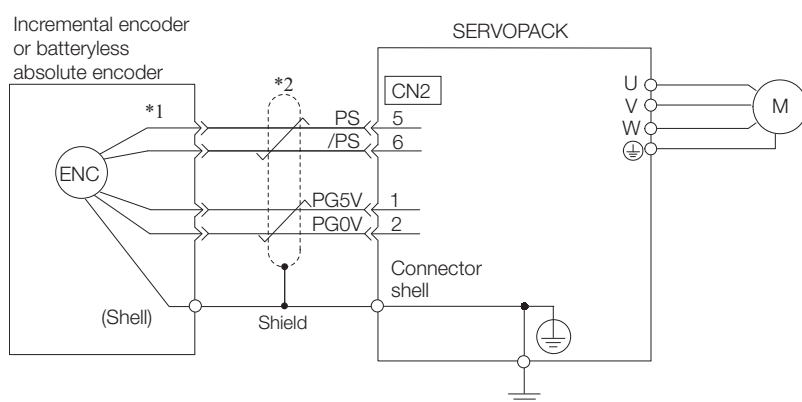 Incremental encoder
or batteryless
absolute encoder
SERVOPACK
*1
*2
CN2
ENC
PS 5
/PS 6
PG5V 1
PG0V 2
U
V
W
M
Connector
shell
(Shell)
Shield